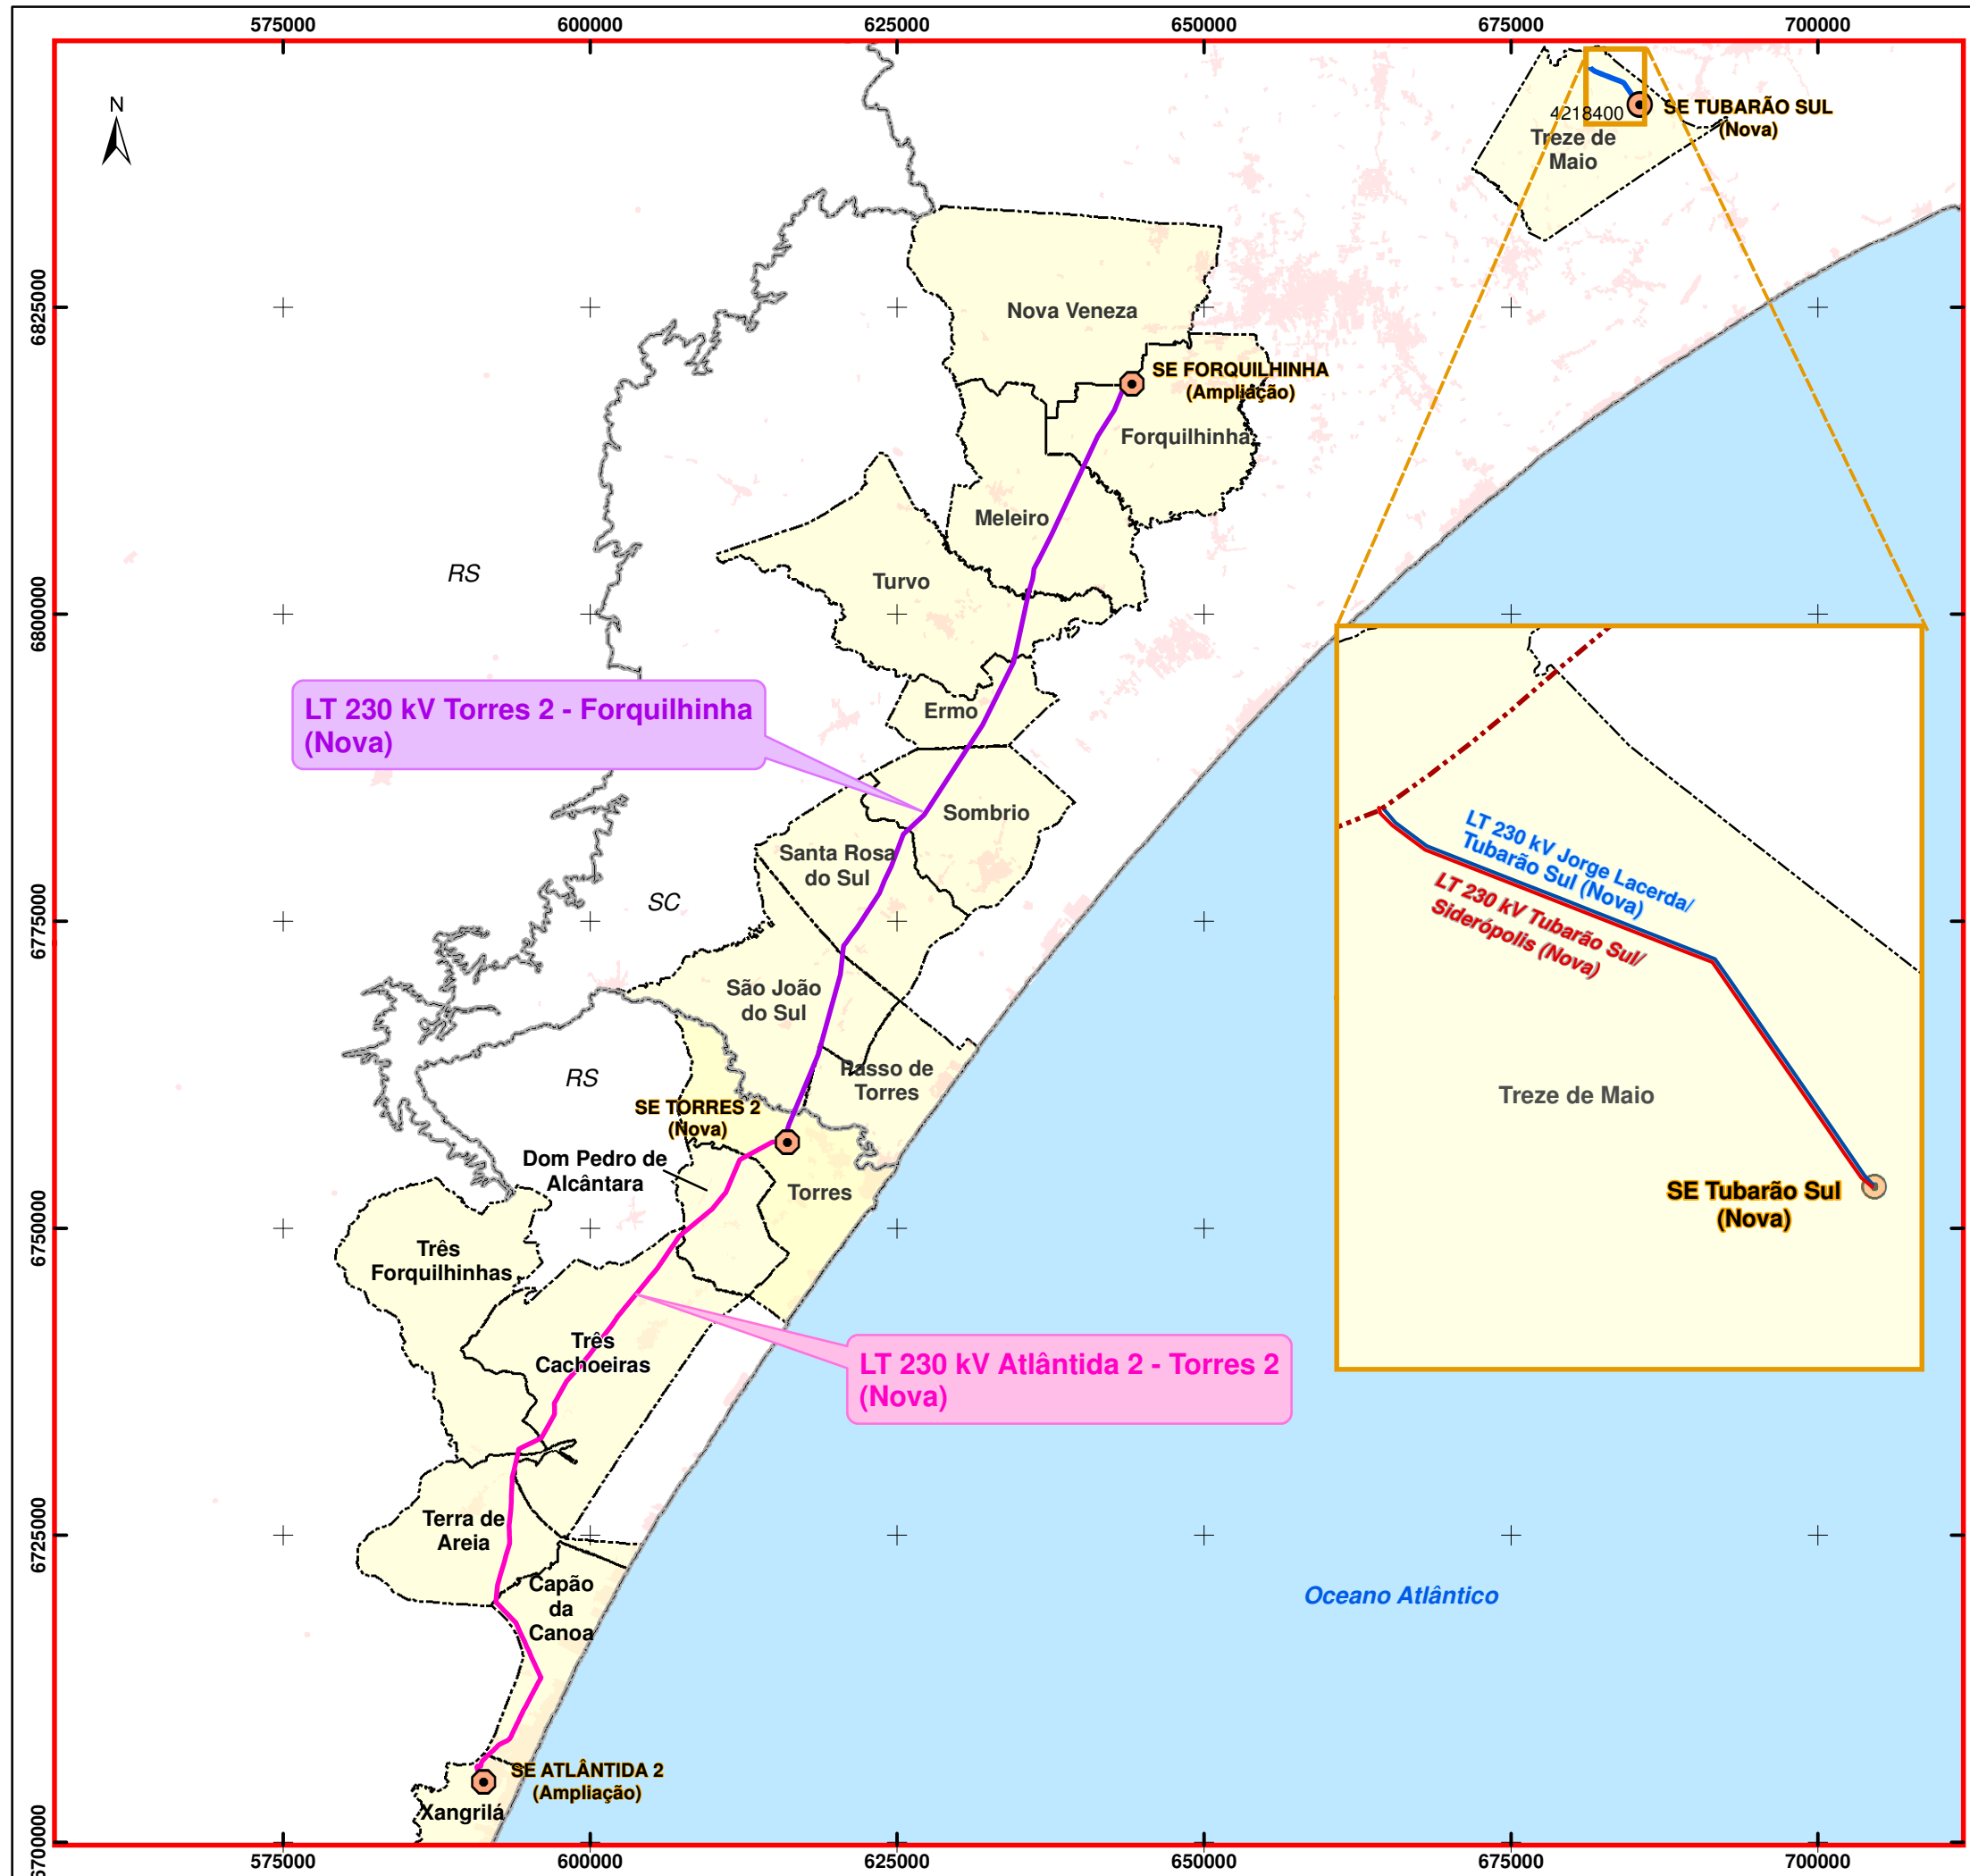 575000
600000
625000
650000
675000
700000
N
SE TUBARÃO SUL
(Nova)
4218400
Treze de
Maio
6825000
Nova Veneza
SE FORQUILHINHA
(Ampliação)
Forquilhinha
Meleiro
RS
Turvo
6800000
LT 230 kV Torres 2 - Forquilhinha
(Nova)
Ermo
Sombrio
Santa Rosa
do Sul
SC
6775000
LT 230 kV Jorge Lacerda/
Tubarão Sul (Nova)
LT 230 kV Tubarão Sul/
Siderópolis (Nova)
São João
do Sul
RS
Passo de
Torres
Treze de Maio
SE TORRES 2
(Nova)
Dom Pedro de
Alcântara
Torres
SE Tubarão Sul
(Nova)
6750000
Três
Forquilhinhas
Três
Cachoeiras
LT 230 kV Atlântida 2 - Torres 2
(Nova)
6725000
Terra de
Areia
Capão
da
Canoa
Oceano Atlântico
SE ATLÂNTIDA 2
(Ampliação)
Xangrilá
6700000
575000
600000
625000
650000
675000
700000